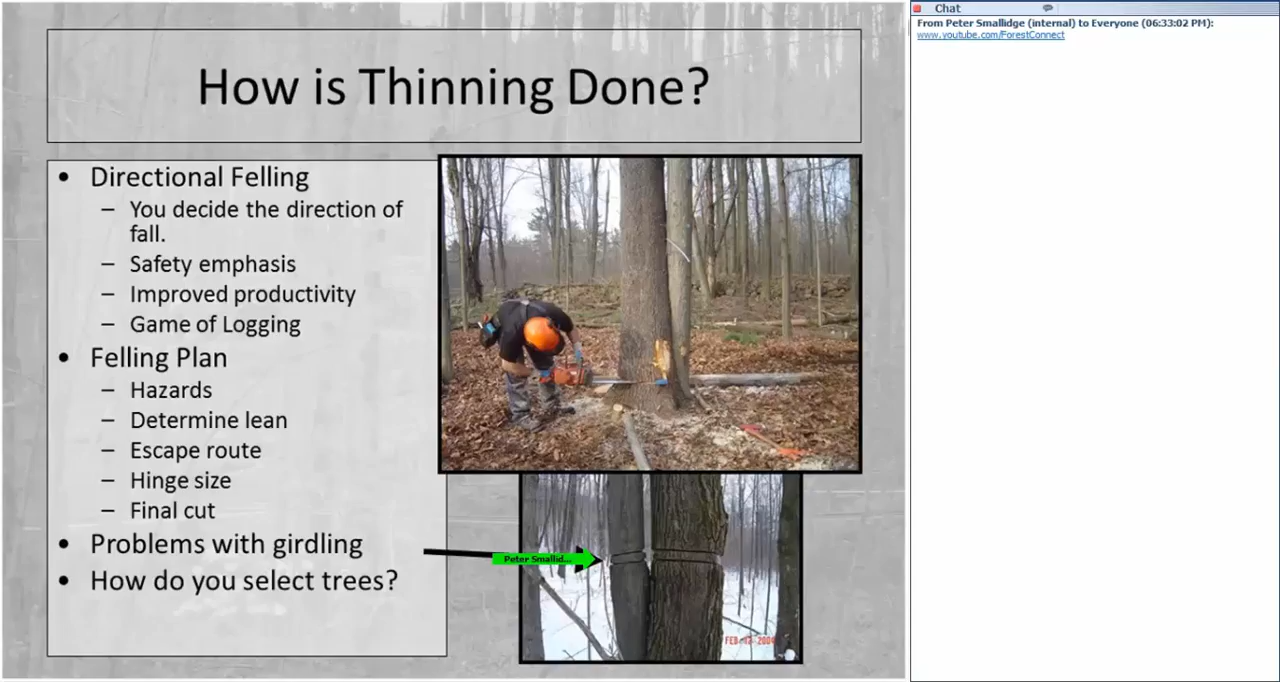 How is Thinning Done?
• Directional Felling
– You decide the direction of
fall.
– Safety emphasis
– Improved productivity
– Game of Logging
• Felling Plan
– Hazards
– Determine lean
– Escape route
– Hinge size
– Final cut
• Problems with girdling
• How do you select trees?
Peter Smallid...
FEB 12 2004
Chat
From Peter Smallidge (internal) to Everyone (06:33:02 PM):
www.youtube.com/ForestConnect